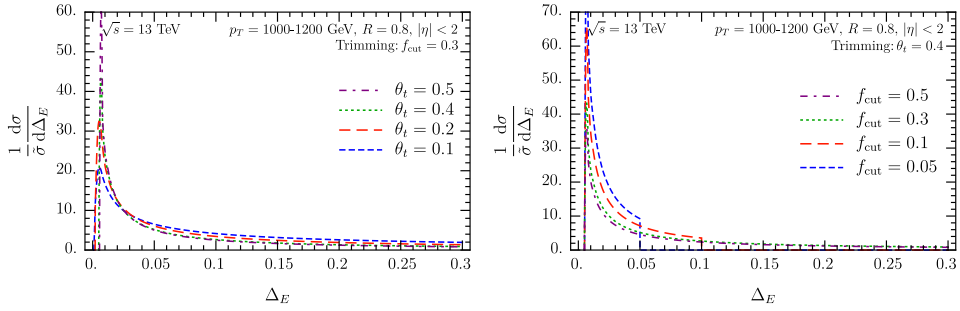 √s = 13 TeV
p_T = 1000-1200 GeV, R = 0.8, |η| < 2
Trimming: f_cut = 0.3
θ_t = 0.5
θ_t = 0.4
θ_t = 0.2
θ_t = 0.1
60.
50.
40.
30.
20.
10.
0.
1/σ̃ dσ/dΔ_E
0. 0.05 0.1 0.15 0.2 0.25 0.3
Δ_E
√s = 13 TeV
p_T = 1000-1200 GeV, R = 0.8, |η| < 2
Trimming: θ_t = 0.4
f_cut = 0.5
f_cut = 0.3
f_cut = 0.1
f_cut = 0.05
70.
60.
50.
40.
30.
20.
10.
0.
1/σ̃ dσ/dΔ_E
0. 0.05 0.1 0.15 0.2 0.25 0.3
Δ_E